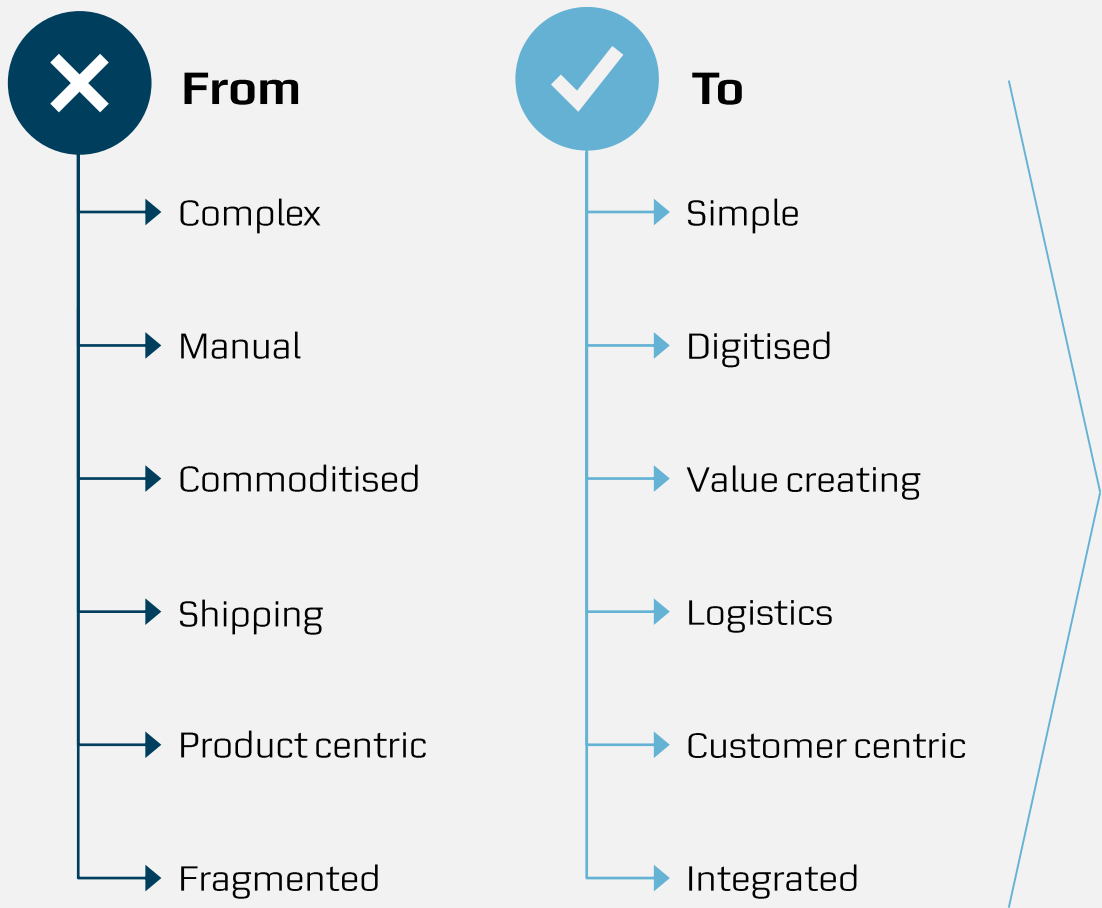 From
Complex
Manual
Commoditised
Shipping
Product centric
Fragmented
To
Simple
Digitised
Value creating
Logistics
Customer centric
Integrated